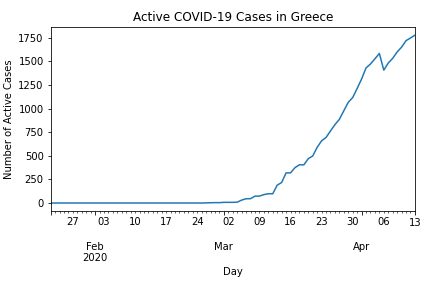 Active COVID-19 Cases in Greece
Number of Active Cases
1750
1500
1250
1000
750
500
250
0
27 03 10 17 24 02 09 16 23 30 06 13
Feb Mar Apr
2020
Day